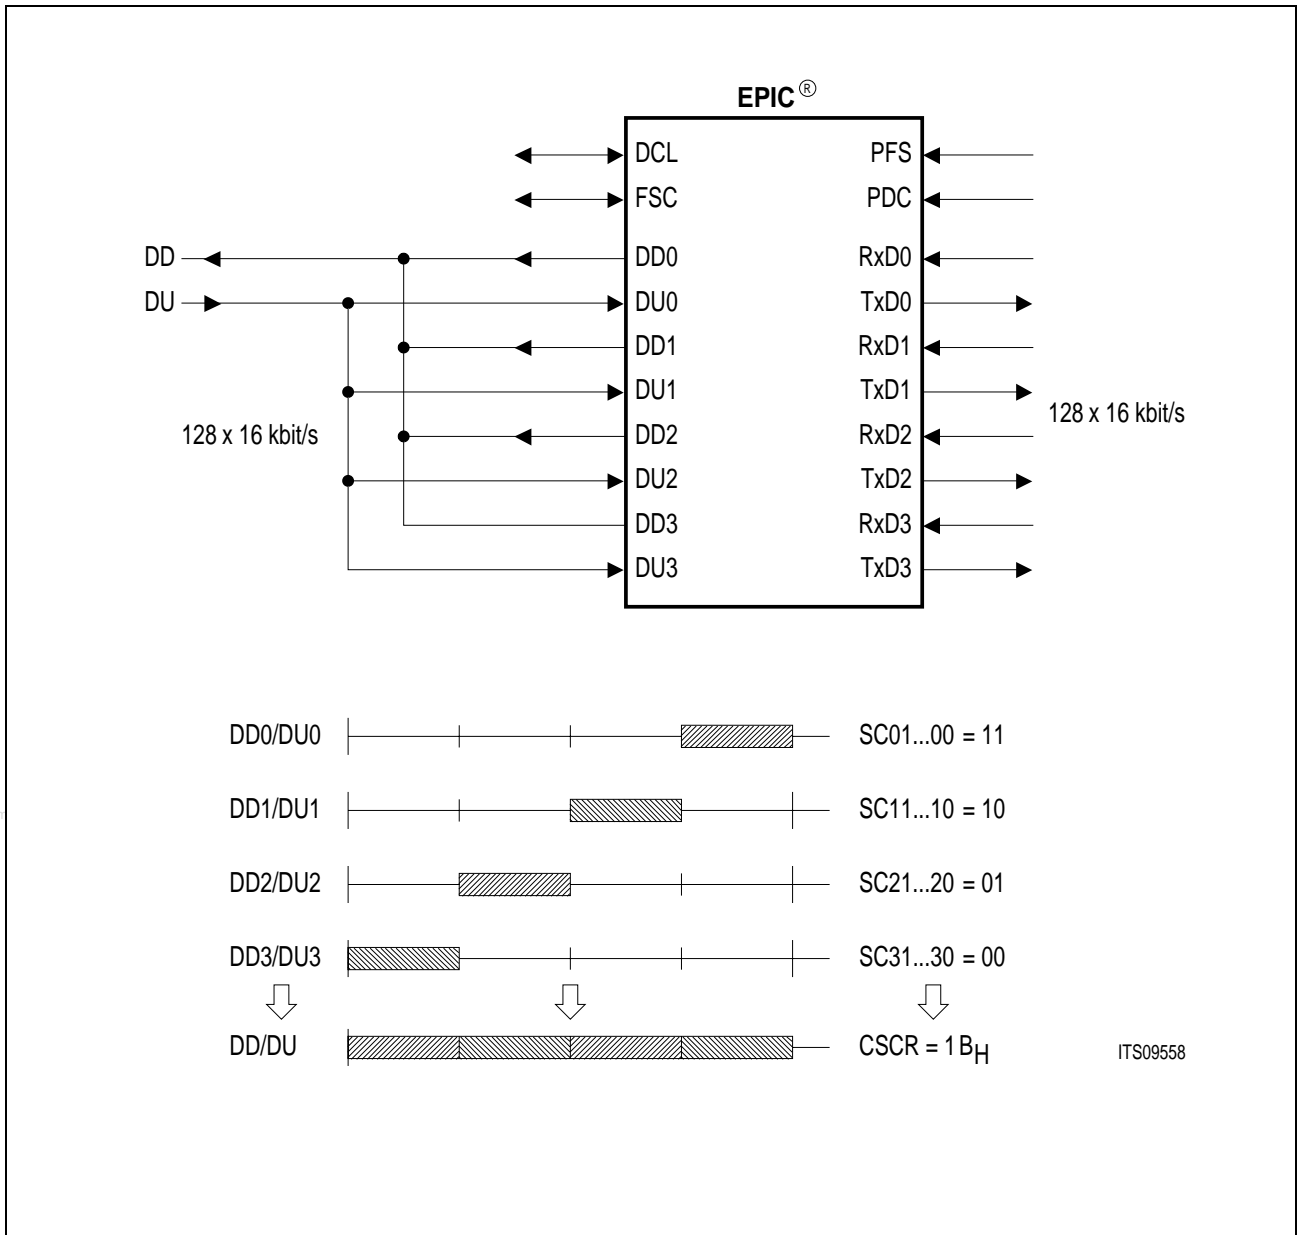 EPIC®
DCL PFS
FSC PDC
DD DD0 RxD0
DU DU0 TxD0
DD1 RxD1
DU1 TxD1
128 x 16 kbit/s DD2 RxD2 128 x 16 kbit/s
DU2 TxD2
DD3 RxD3
DU3 TxD3
DD0/DU0 SC01...00 = 11
DD1/DU1 SC11...10 = 10
DD2/DU2 SC21...20 = 01
DD3/DU3 SC31...30 = 00
DD/DU CSCR = 1BH ITS09558